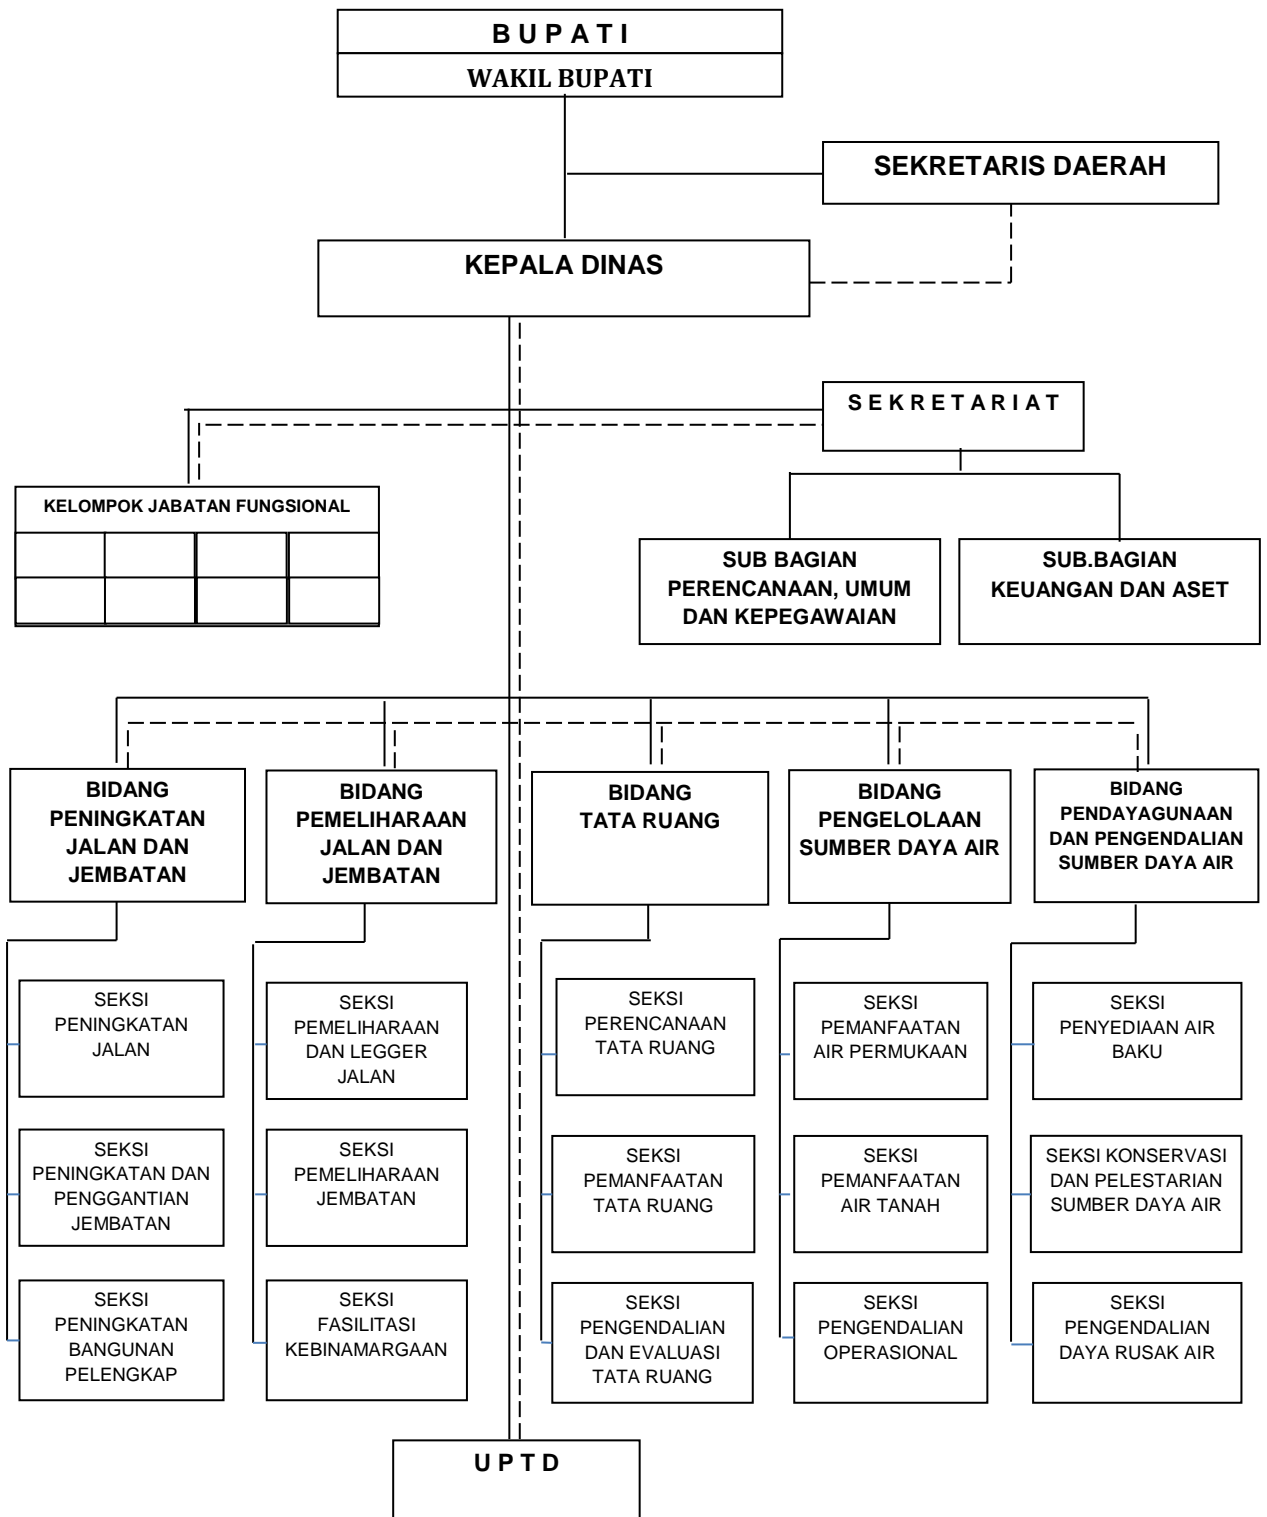 B U P A T I
WAKIL BUPATI
SEKRETARIS DAERAH
KEPALA DINAS
S E K R E T A R I A T
KELOMPOK JABATAN FUNGSIONAL
SUB BAGIAN
PERENCANAAN, UMUM
DAN KEPEGAWAIAN
SUB.BAGIAN
KEUANGAN DAN ASET
BIDANG
PENINGKATAN
JALAN DAN
JEMBATAN
BIDANG
PEMELIHARAAN
JALAN DAN
JEMBATAN
BIDANG
TATA RUANG
BIDANG
PENGELOLAAN
SUMBER DAYA AIR
BIDANG
PENDAYAGUNAAN
DAN PENGENDALIAN
SUMBER DAYA AIR
SEKSI
PENINGKATAN
JALAN
SEKSI
PEMELIHARAAN
DAN LEGGER
JALAN
SEKSI
PERENCANAAN
TATA RUANG
SEKSI
PEMANFAATAN
AIR PERMUKAAN
SEKSI
PENYEDIAAN AIR
BAKU
SEKSI
PENINGKATAN DAN
PENGGANTIAN
JEMBATAN
SEKSI
PEMELIHARAAN
JEMBATAN
SEKSI
PEMANFAATAN
TATA RUANG
SEKSI
PEMANFAATAN
AIR TANAH
SEKSI KONSERVASI
DAN PELESTARIAN
SUMBER DAYA AIR
SEKSI
PENINGKATAN
BANGUNAN
PELENGKAP
SEKSI
FASILITASI
KEBINAMARGAAN
SEKSI
PENGENDALIAN
DAN EVALUASI
TATA RUANG
SEKSI
PENGENDALIAN
OPERASIONAL
SEKSI
PENGENDALIAN
DAYA RUSAK AIR
U P T D